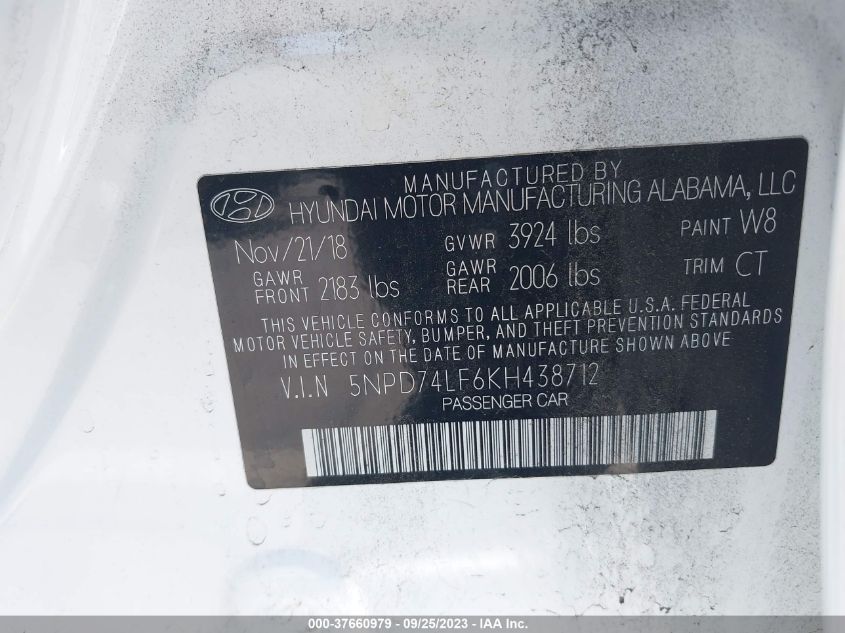 MANUFACTURED BY
HYUNDAI MOTOR MANUFACTURING ALABAMA, LLC
Nov/21/18 GVWR 3924 lbs PAINT W8
GAWR FRONT 2183 lbs GAWR REAR 2006 lbs TRIM CT
THIS VEHICLE CONFORMS TO ALL APPLICABLE U.S.A. FEDERAL
MOTOR VEHICLE SAFETY, BUMPER, AND THEFT PREVENTION STANDARDS
IN EFFECT ON THE DATE OF MANUFACTURE SHOWN ABOVE
V.I.N 5NPD74LF6KH438712
PASSENGER CAR
000-37660979 - 09/25/2023 - IAA Inc.